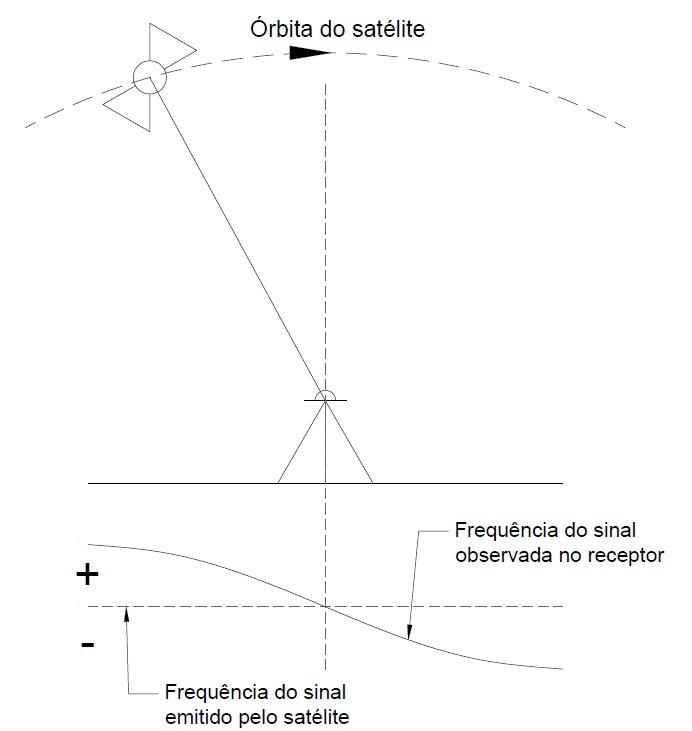 Órbita do satélite
Frequência do sinal
observada no receptor
+
-
Frequência do sinal
emitido pelo satélite